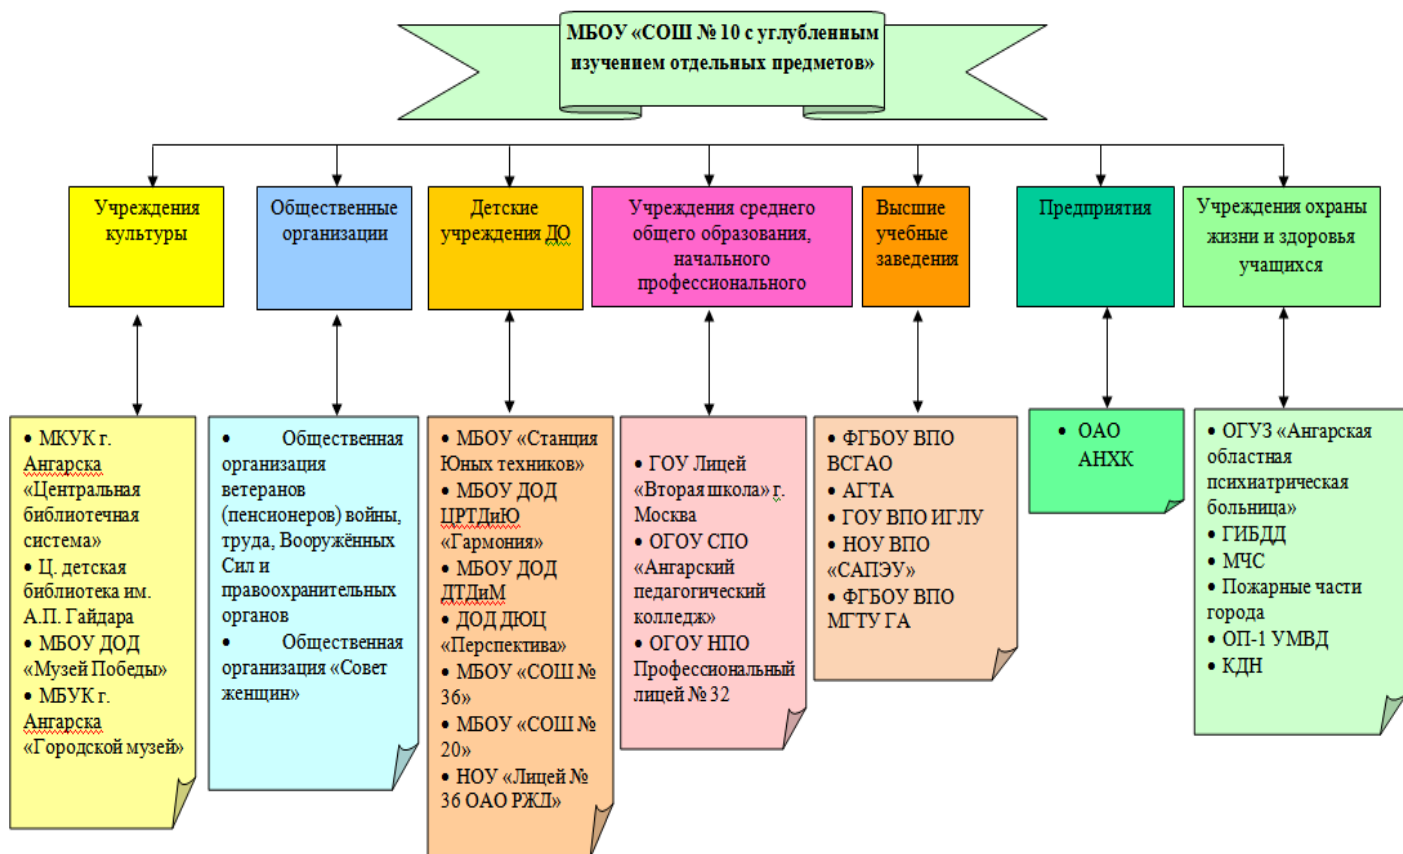 МБОУ «СОШ № 10 с углубленным
изучением отдельных предметов»
Учреждения
культуры
Общественные
организации
Детские
учреждения ДО
Учреждения среднего
общего образования,
начального
профессионального
Высшие
учебные
заведения
Предприятия
Учреждения охраны
жизни и здоровья
учащихся
• МКУК г.
Ангарска
«Центральная
библиотечная
система»
• Ц. детская
библиотека им.
А.П. Гайдара
• МБОУ ДОД
«Музей Победы»
• МБУК г.
Ангарска
«Городской музей»
• Общественная
организация
ветеранов
(пенсионеров) войны,
труда, Вооружённых
Сил и
правоохранительных
органов
• Общественная
организация «Совет
женщин»
• МБОУ «Станция
Юных техников»
• МБОУ ДОД
ЦРТДиЮ
«Гармония»
• МБОУ ДОД
ДТДиМ
• ДОД ДЮЦ
«Перспектива»
• МБОУ «СОШ №
36»
• МБОУ «СОШ №
20»
• НОУ «Лицей №
36 ОАО РЖД»
• ГОУ Лицей
«Вторая школа» г.
Москва
• ОГОУ СПО
«Ангарский
педагогический
колледж»
• ОГОУ НПО
Профессиональный
лицей № 32
• ФГБОУ ВПО
ВСГАО
• АГТА
• ГОУ ВПО ИГЛУ
• НОУ ВПО
«САПЭУ»
• ФГБОУ ВПО
МГТУ ГА
• ОАО
АНХК
• ОГУЗ «Ангарская
областная
психиатрическая
больница»
• ГИБДД
• МЧС
• Пожарные части
города
• ОП-1 УМВД
• КДН